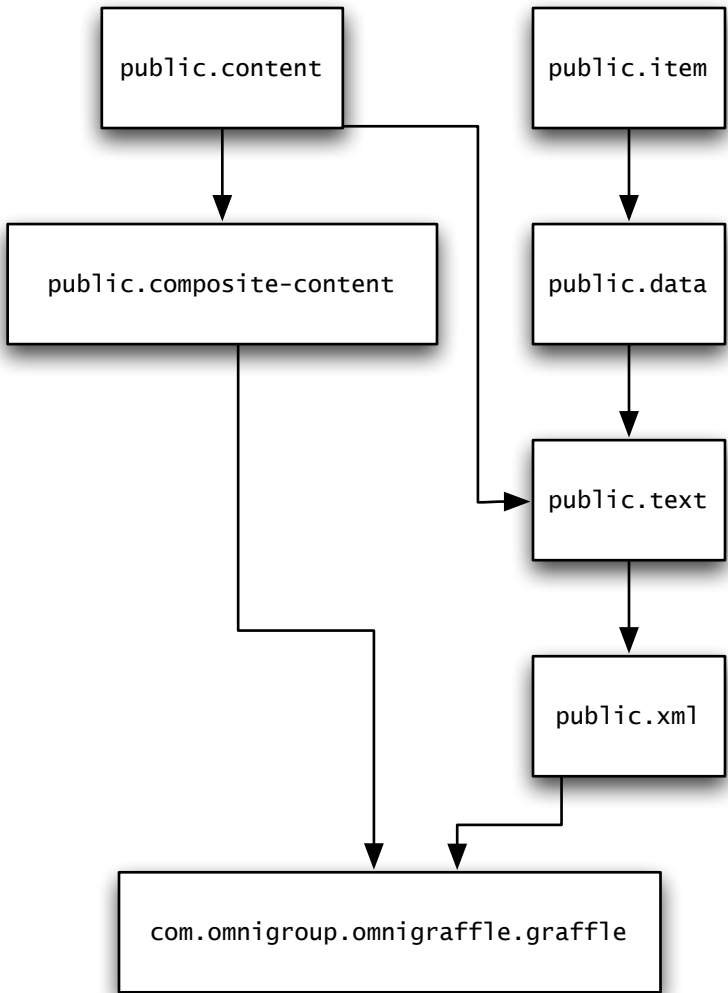 public.content
public.item
public.composite-content
public.data
public.text
public.xml
com.omnigroup.omnigraffle.graffle